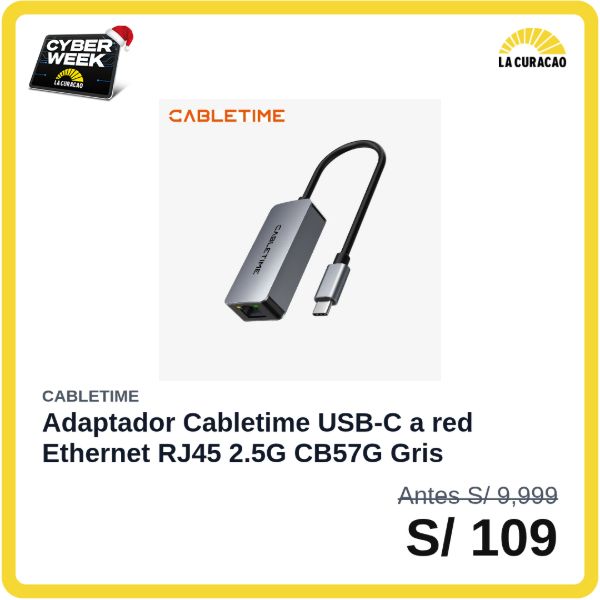 CYBER
WEEK
LA CURACAO
LA CURACAO
CABLETIME
CABLETIME
CABLETIME
Adaptador Cabletime USB-C a red
Ethernet RJ45 2.5G CB57G Gris
Antes S/ 9,999
S/ 109